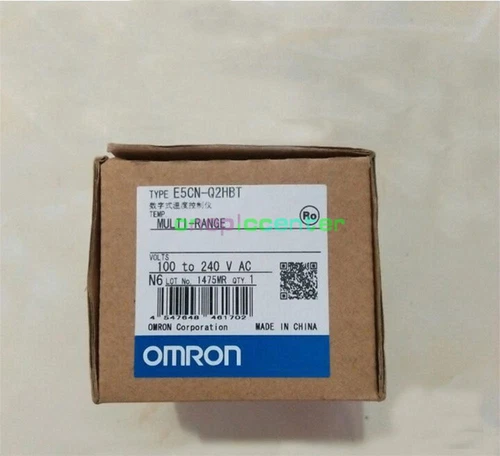 TYPE E5CN-Q2HBT
数字式温度控制仪
TEMP.
MULTI-RANGE
Ro
VOLTS
100 to 240 V AC
N6 LOT No. 1475MR QTY 1
4 547648 461702
OMRON Corporation MADE IN CHINA
OMRON